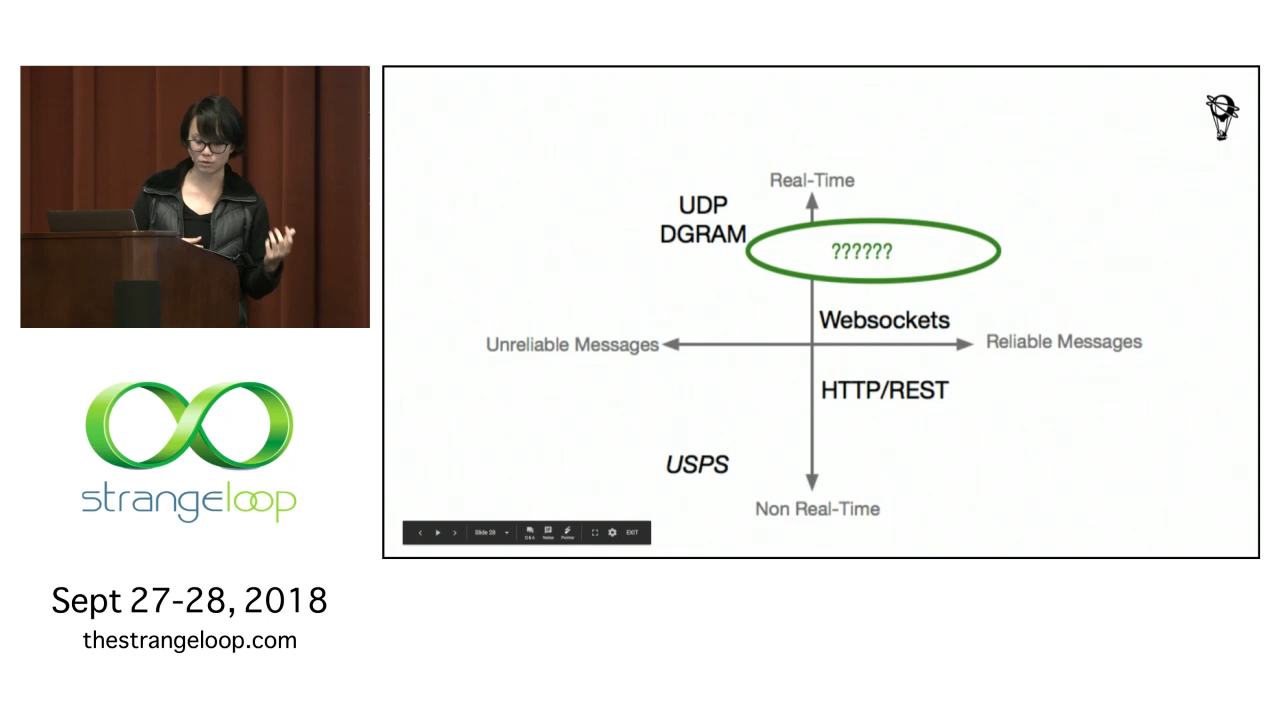 Real-Time
UDP
DGRAM
??????
Websockets
Unreliable Messages
Reliable Messages
HTTP/REST
USPS
Non Real-Time
Slide 28
Q&A
Notes
Pointer
EXIT
strangeloop
Sept 27-28, 2018
thestrangeloop.com